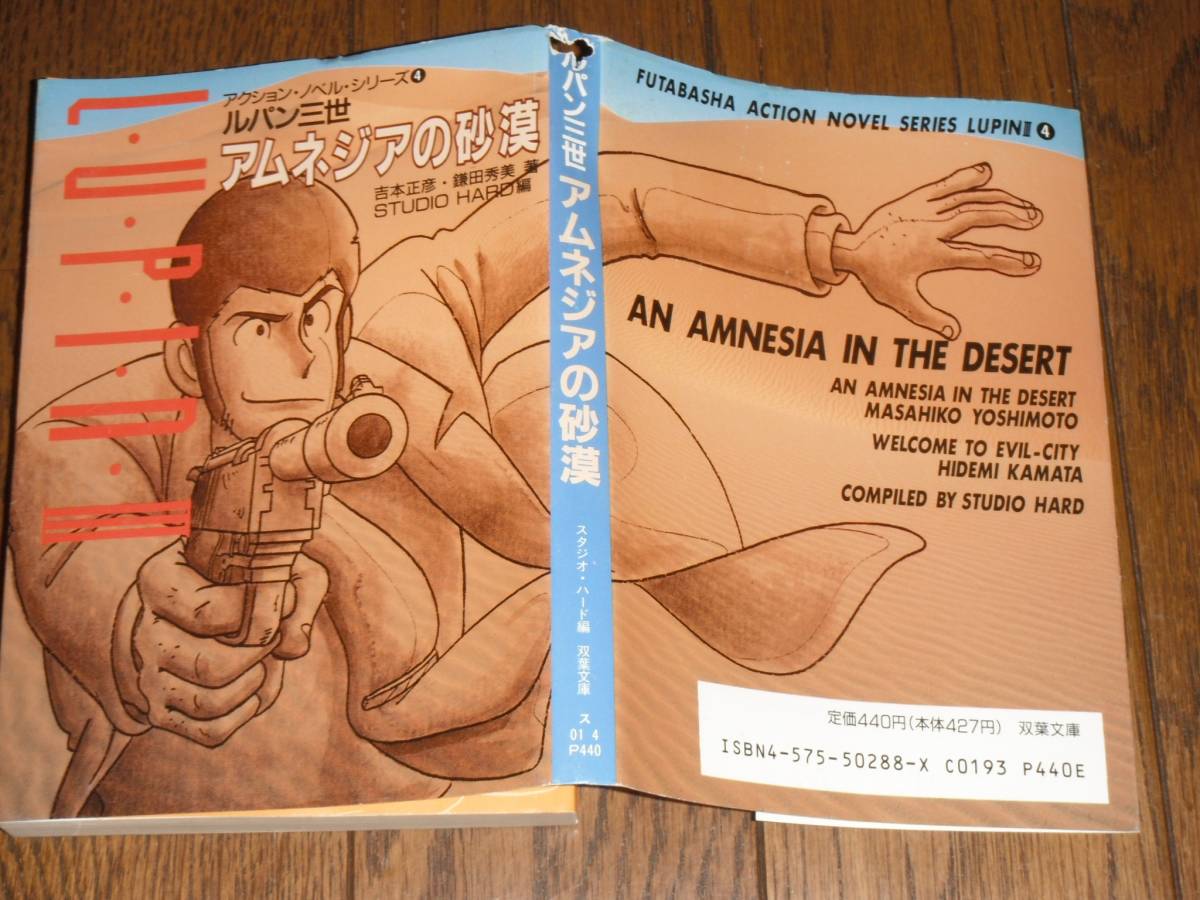 アクション・ノベル・シリーズ❹
ルパン三世
アムネジアの砂漠
吉本正彦・鎌田秀美 著
STUDIO HARD編
L・U・P・I・N・III
ルパン三世 アムネジアの砂漠
スタジオ・ハード編 双葉文庫
ス
01 4
P440
FUTABASHA ACTION NOVEL SERIES LUPINⅢ❹
AN AMNESIA IN THE DESERT
AN AMNESIA IN THE DESERT
MASAHIKO YOSHIMOTO
WELCOME TO EVIL-CITY
HIDEMI KAMATA
COMPILED BY STUDIO HARD
定価440円(本体427円) 双葉文庫
ISBN4-575-50288-X C0193 P440E